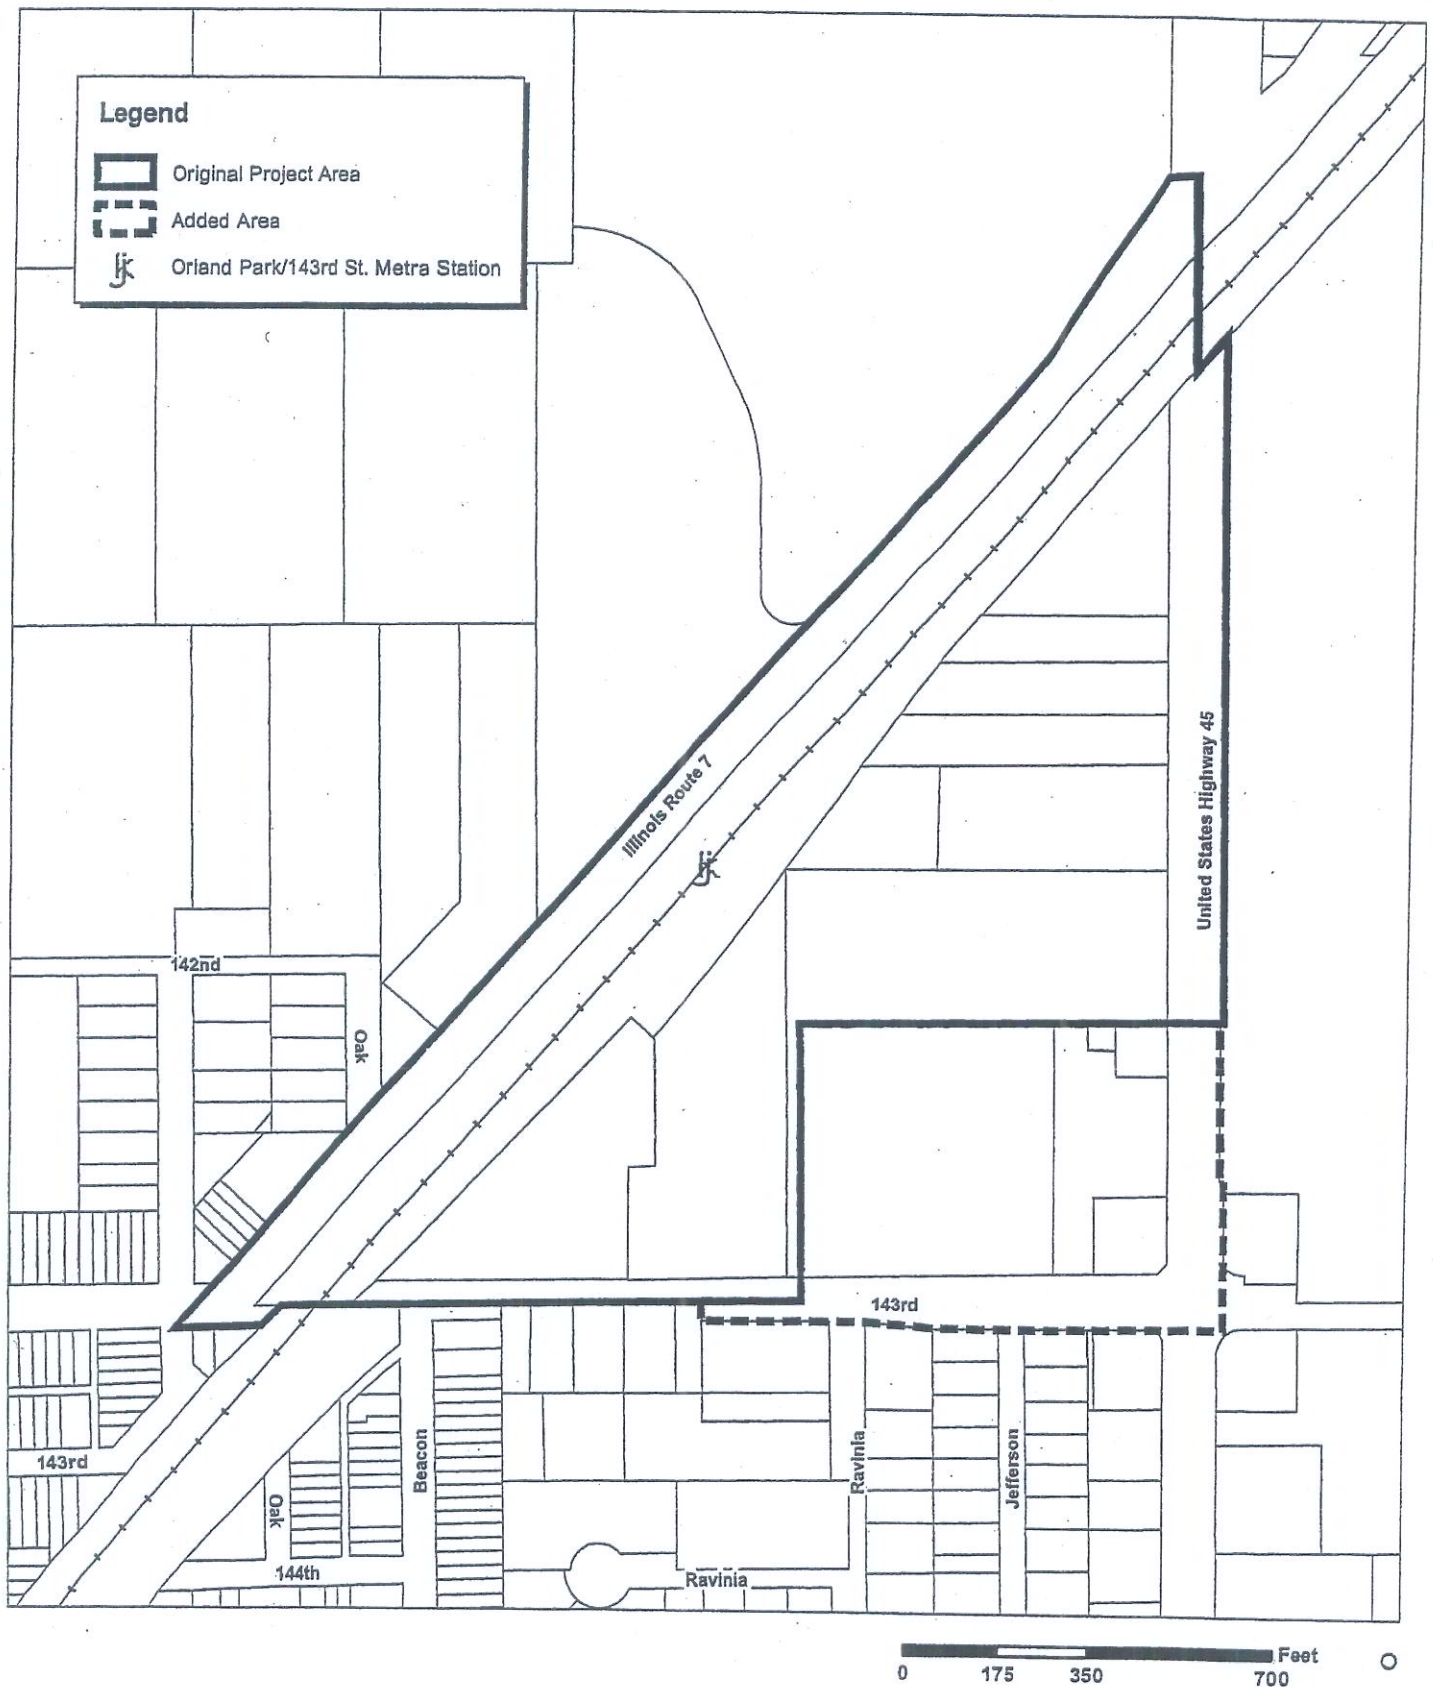 Legend
Original Project Area
Added Area
Orland Park/143rd St. Metra Station
Illinois Route 7
United States Highway 45
142nd
Oak
143rd
143rd
Beacon
Oak
Ravinia
Jefferson
144th
Ravinia
Feet
0 175 350 700